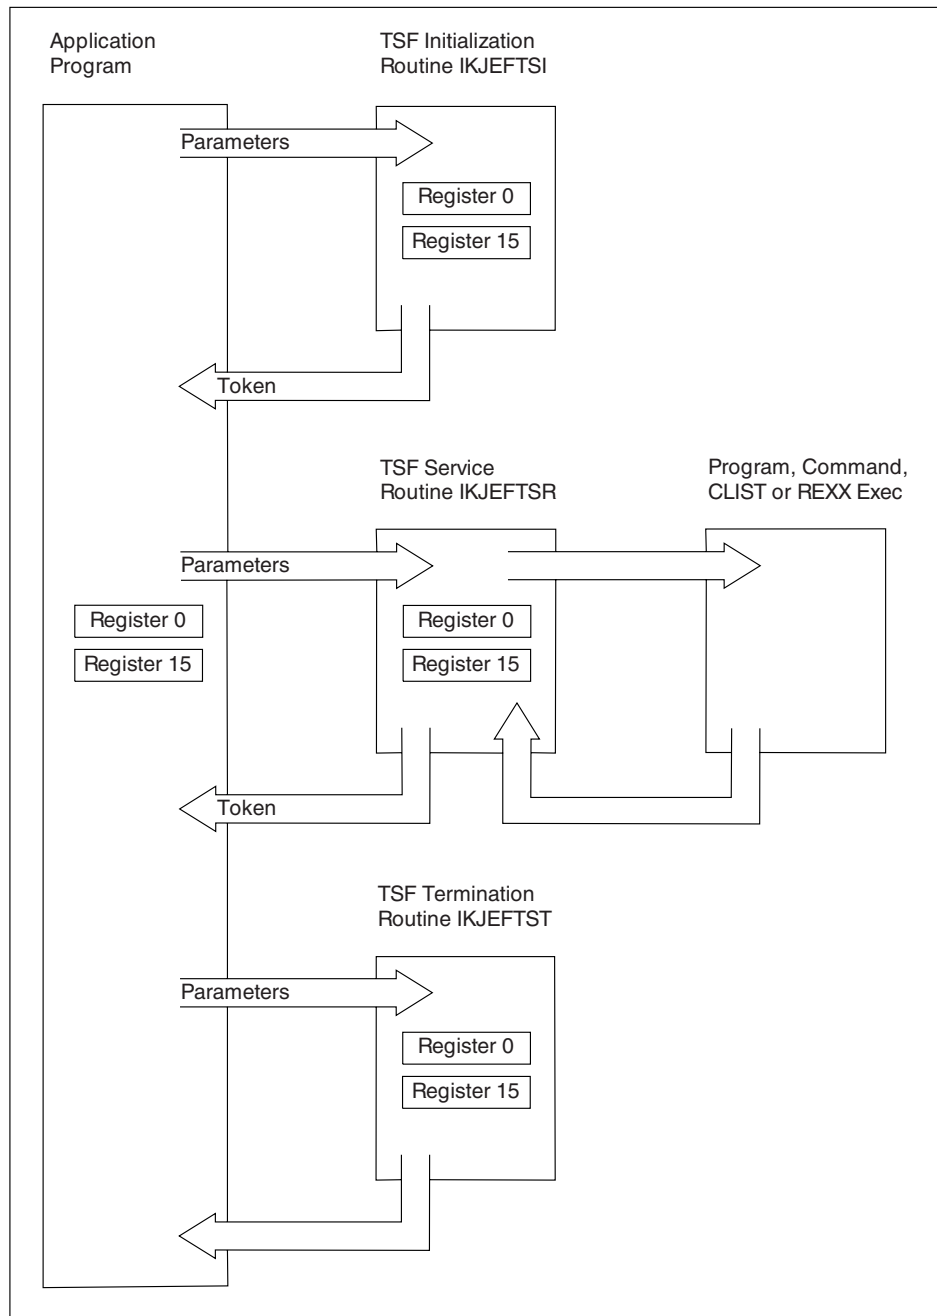 Application
Program
TSF Initialization
Routine IKJEFTSI
Parameters
Register 0
Register 15
Token
TSF Service
Routine IKJEFTSR
Program, Command,
CLIST or REXX Exec
Parameters
Register 0
Register 15
Register 0
Register 15
Token
TSF Termination
Routine IKJEFTST
Parameters
Register 0
Register 15